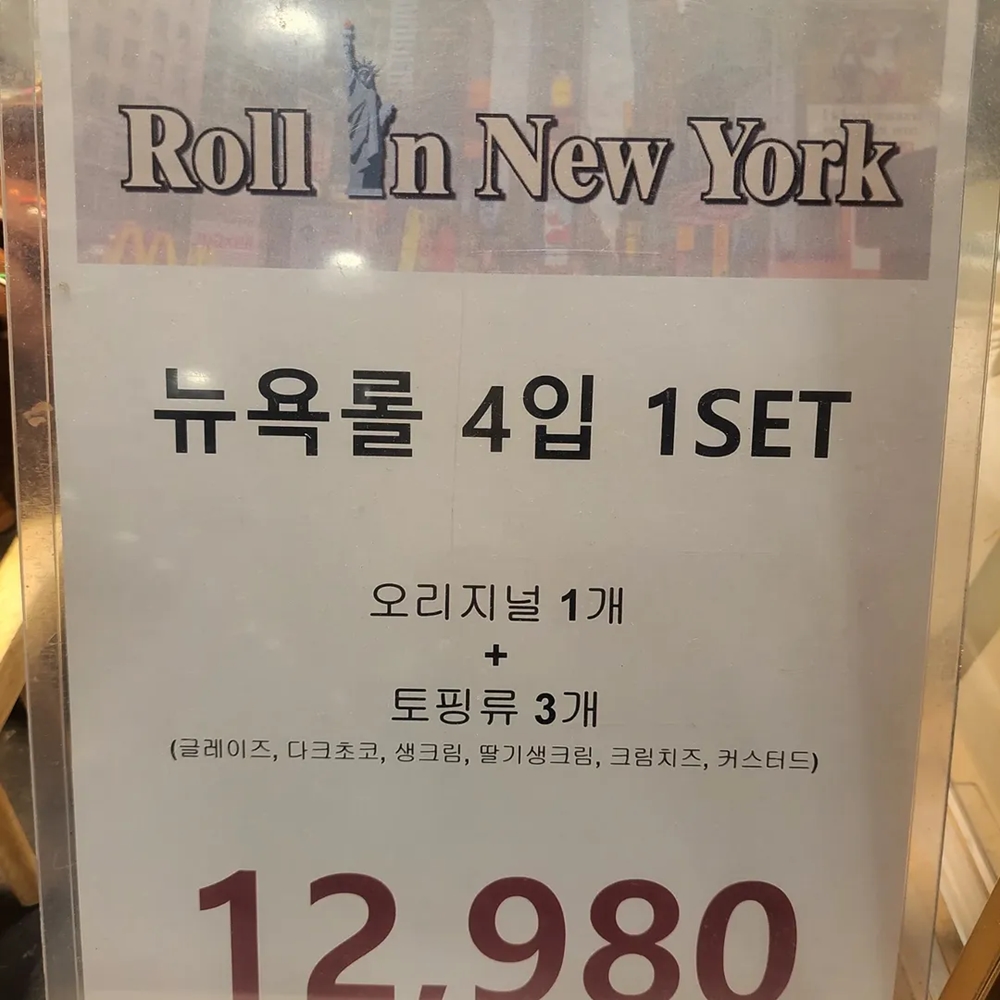 Roll In New York
뉴욕롤 4입 1SET
오리지널 1개
+
토핑류 3개
(글레이즈, 다크초코, 생크림, 딸기생크림, 크림치즈, 커스터드)
12,980